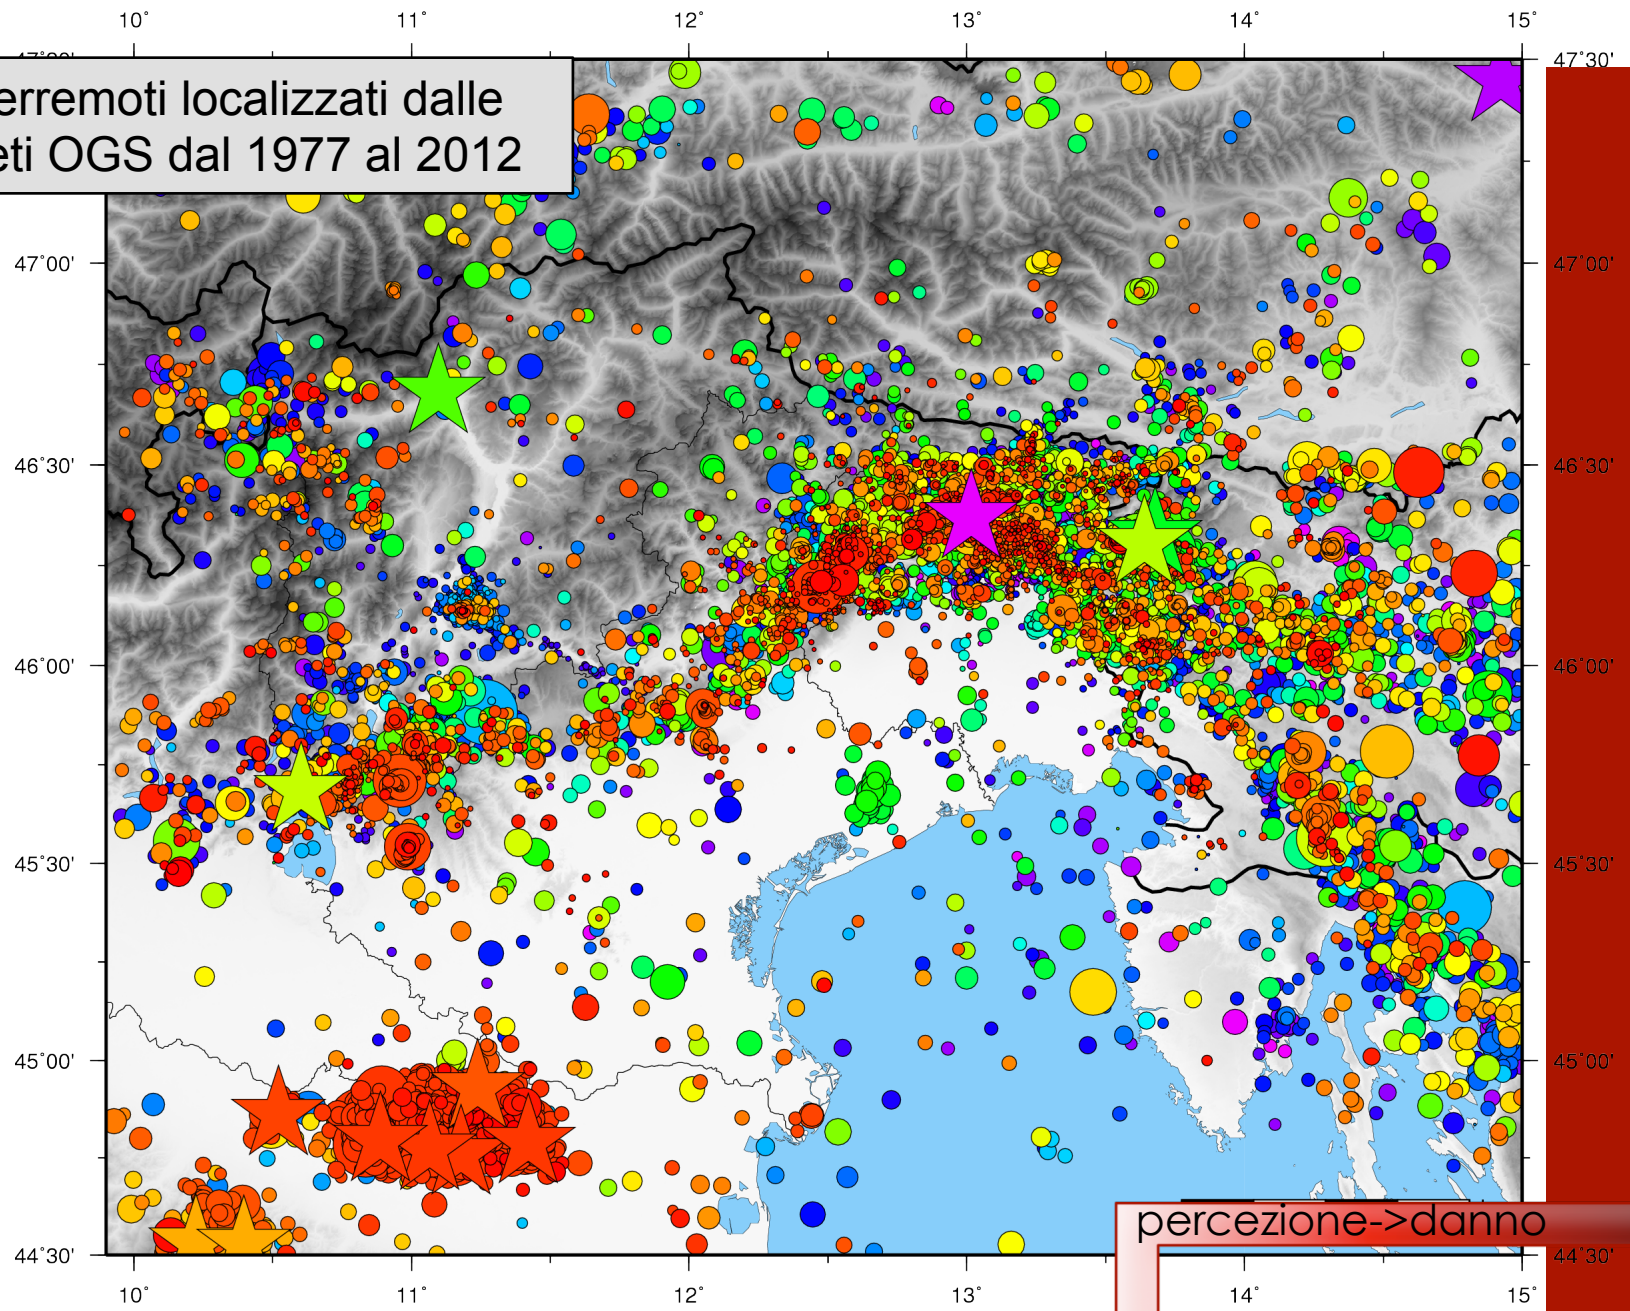 10° 11° 12° 13° 14° 15°
47°30'
erremoti localizzati dalle
eti OGS dal 1977 al 2012
47°00' 47°00'
46°30' 46°30'
46°00' 46°00'
45°30' 45°30'
45°00' 45°00'
percezione->danno
44°30' 44°30'
10° 11° 12° 13° 14° 15°